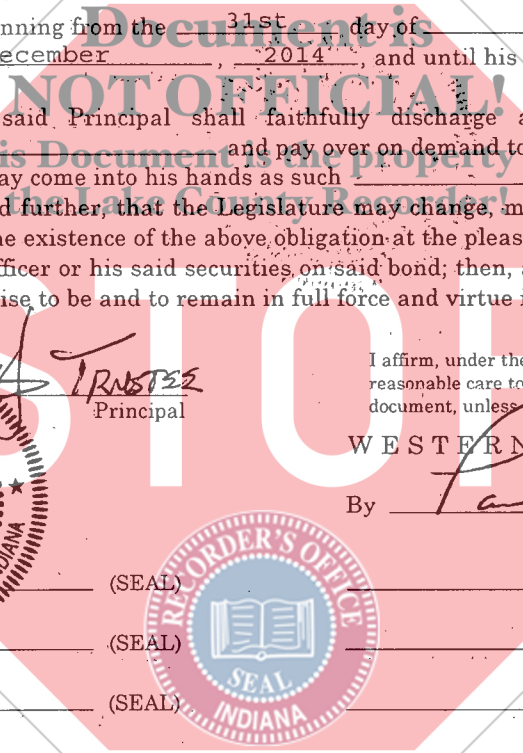 nning from the 31st day of
ecember , 2014 , and until his
Document is
NOT OFFICIAL!
said Principal shall faithfully discharge a
and pay over on demand to
This Document is the property
ay come into his hands as such
the Lake County Recorder!
d further, that the Legislature may change, m
he existence of the above obligation at the pleas
fficer or his said securities on said bond; then, a
ise to be and to remain in full force and virtue i
STOP
TRUSTEE
Principal
I affirm, under the
reasonable care to
document, unless
WESTERN
By
INDIANA
(SEAL)
(SEAL)
(SEAL)
RECORDER'S OFFICE
SEAL
INDIANA